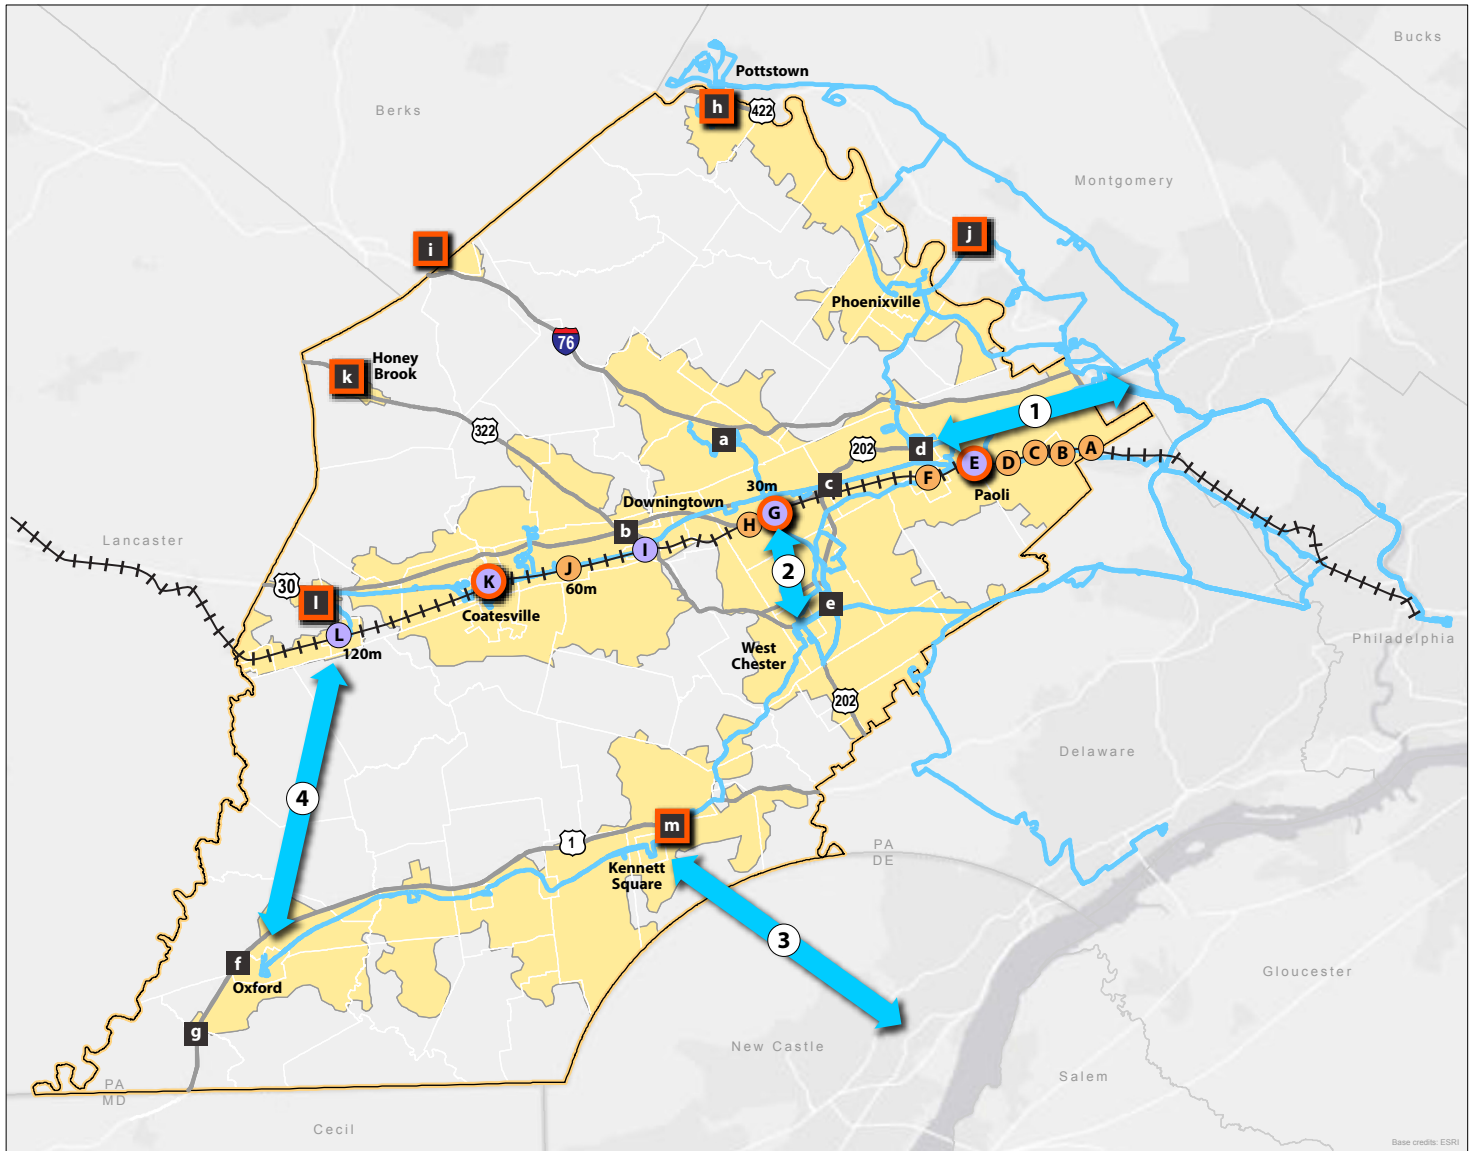 Bucks
Pottstown
h
422
Berks
Montgomery
j
i
Phoenixville
76
Honey
Brook
k
1
322
a
202
d
A
B
C
D
E
F
Paoli
30m
c
Downingtown
G
H
b
I
Lancaster
J
2
30
K
60m
l
e
Coatesville
L
120m
West
Chester
Philadelphia
202
Delaware
4
m
1
PA
DE
Kennett
Square
3
f
Oxford
Gloucester
g
New Castle
Salem
PA
MD
Cecil
Base credits: ESRI